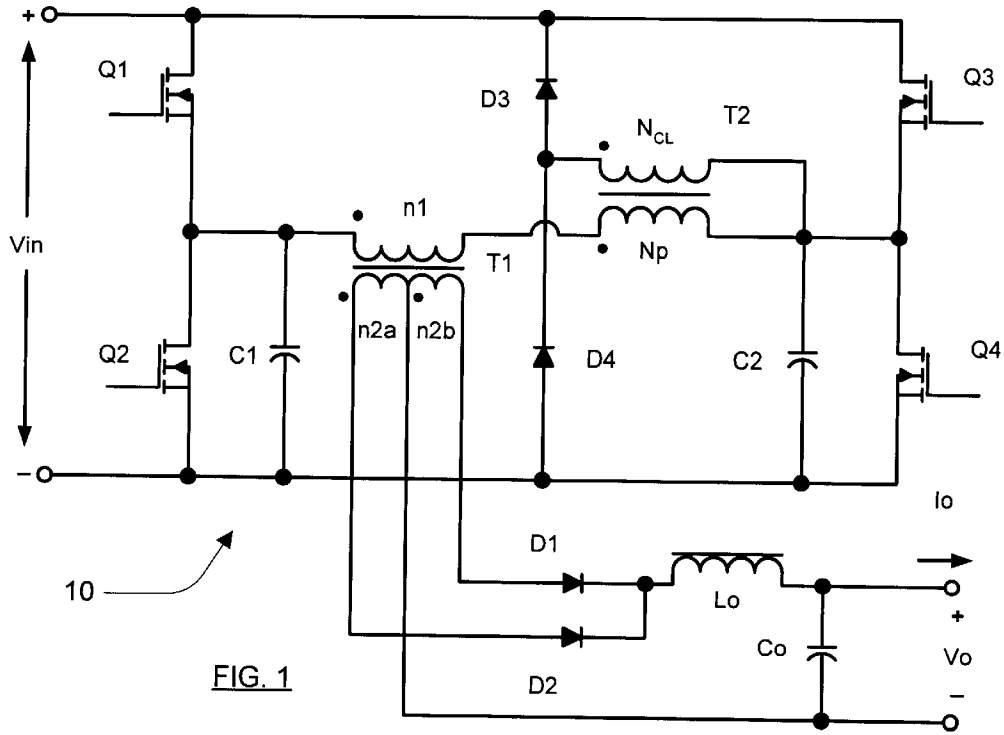 +
Q1
Q3
D3
T2
N_CL
n1
Vin
T1
Np
n2a
n2b
Q2
C1
D4
C2
Q4
−
Io
D1
10
Lo
+
Co
Vo
FIG. 1
D2
−